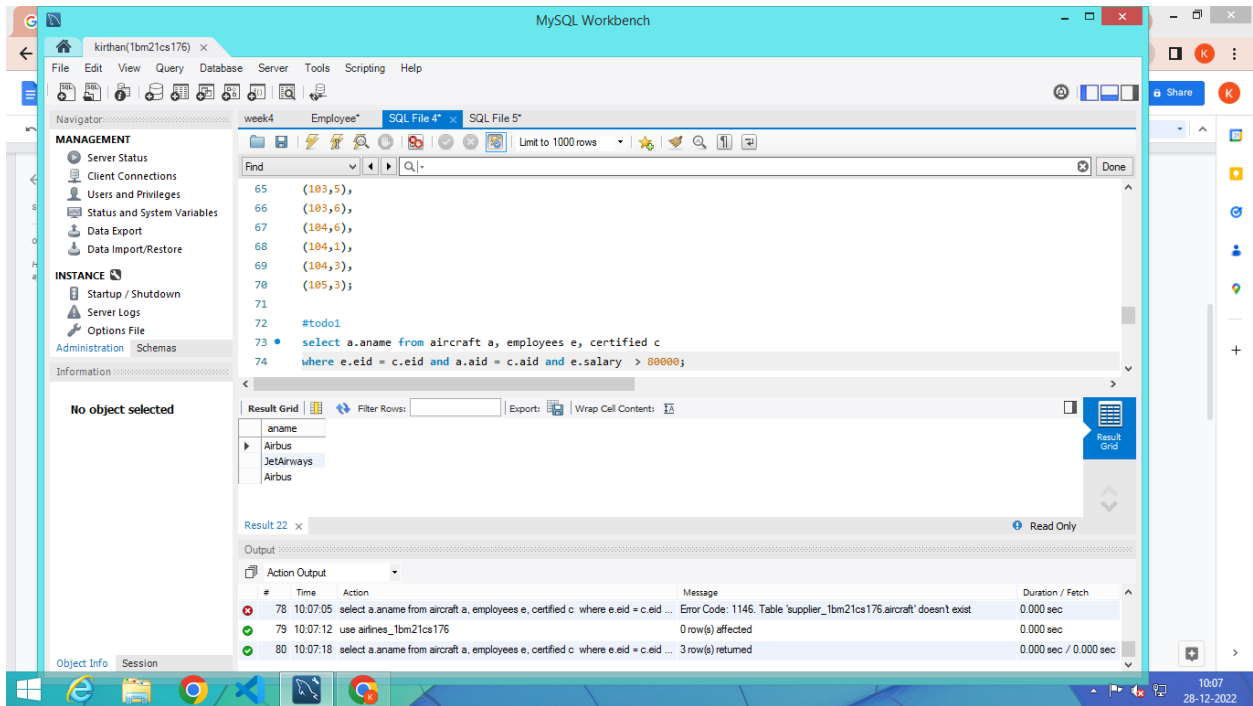 MySQL Workbench
kirthan(1bm21cs176) ×
K
File Edit View Query Database Server Tools Scripting Help
Share K
Navigator
week4 Employee* SQL File 4* × SQL File 5*
MANAGEMENT
Server Status
Client Connections
Users and Privileges
Status and System Variables
Data Export
Data Import/Restore
INSTANCE
Startup / Shutdown
Server Logs
Options File
Administration Schemas
Information
No object selected
Object Info Session
Limit to 1000 rows
Find Done
65 (103,5),
66 (103,6),
67 (104,6),
68 (104,1),
69 (104,3),
70 (105,3);
71
72 #todo1
73 select a.aname from aircraft a, employees e, certified c
74 where e.eid = c.eid and a.aid = c.aid and e.salary > 80000;
Result Grid Filter Rows: Export: Wrap Cell Content:
aname
Airbus
JetAirways
Airbus
Result Grid
Result 22 × Read Only
Output
Action Output
# Time Action Message Duration / Fetch
78 10:07:05 select a.aname from aircraft a, employees e, certified c where e.eid = c.eid ... Error Code: 1146. Table 'supplier_1bm21cs176.aircraft' doesn't exist 0.000 sec
79 10:07:12 use airlines_1bm21cs176 0 row(s) affected 0.000 sec
80 10:07:18 select a.aname from aircraft a, employees e, certified c where e.eid = c.eid ... 3 row(s) returned 0.000 sec / 0.000 sec
10:07
28-12-2022